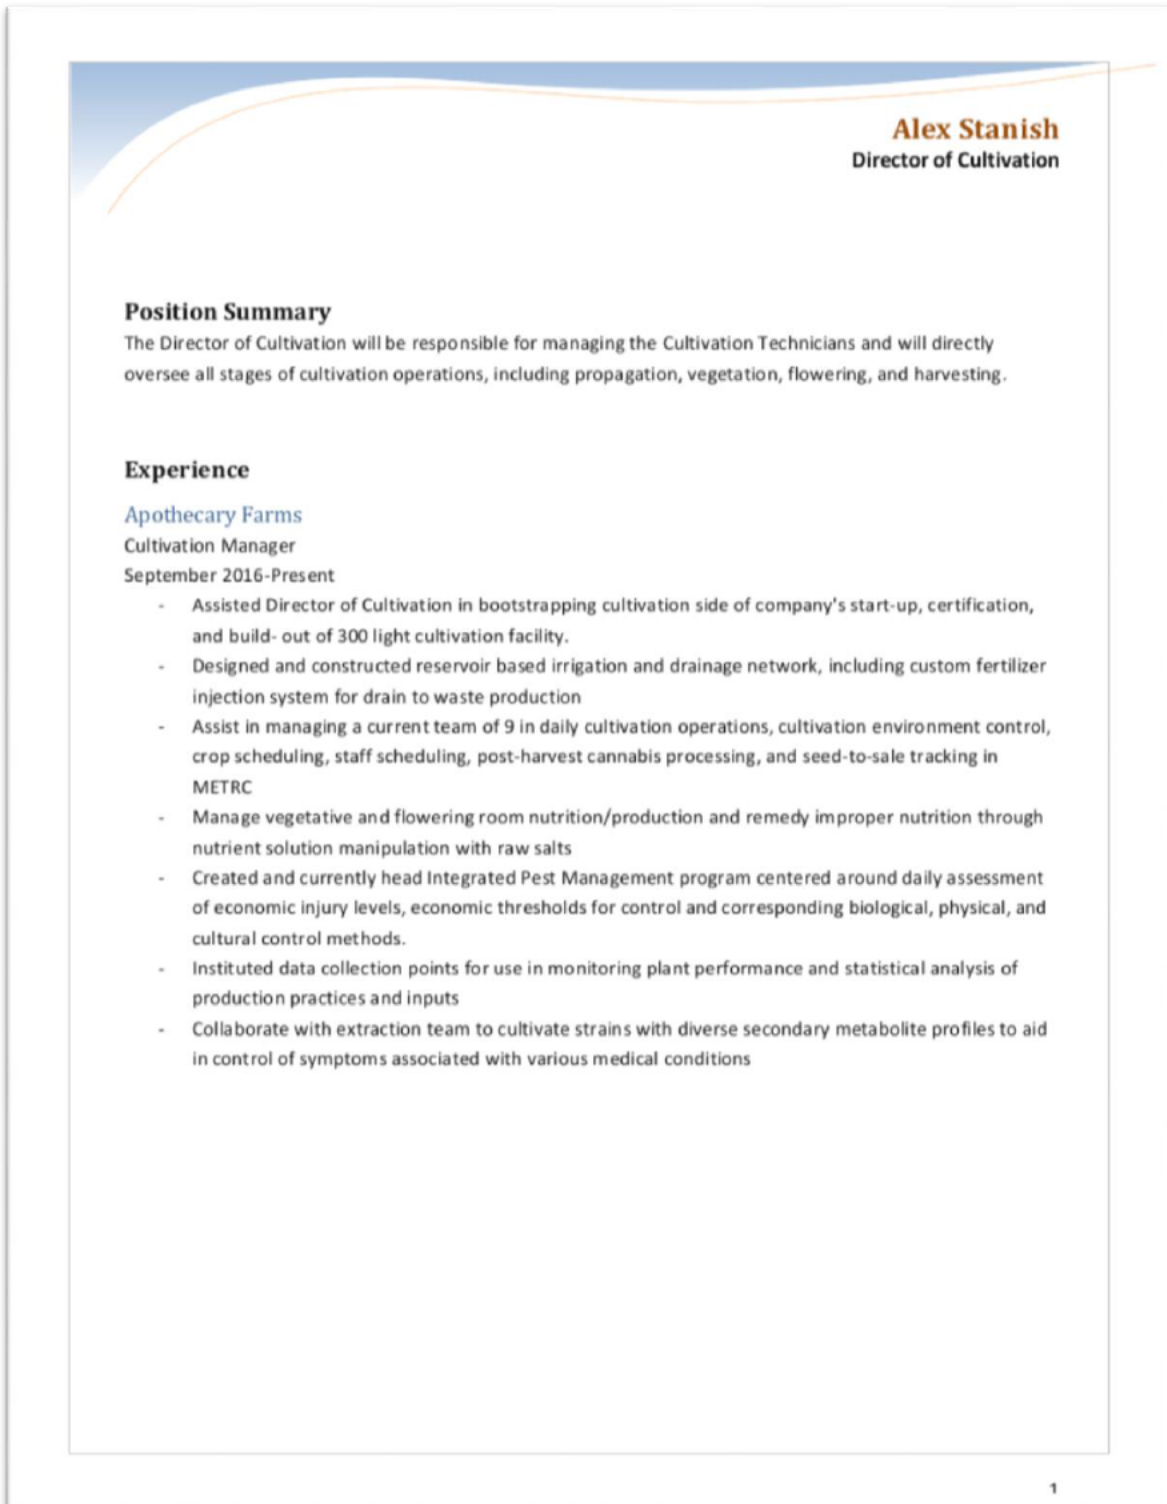 Alex Stanish
Director of Cultivation
Position Summary
The Director of Cultivation will be responsible for managing the Cultivation Technicians and will directly
oversee all stages of cultivation operations, including propagation, vegetation, flowering, and harvesting.
Experience
Apothecary Farms
Cultivation Manager
September 2016-Present
- Assisted Director of Cultivation in bootstrapping cultivation side of company's start-up, certification,
and build- out of 300 light cultivation facility.
- Designed and constructed reservoir based irrigation and drainage network, including custom fertilizer
injection system for drain to waste production
- Assist in managing a current team of 9 in daily cultivation operations, cultivation environment control,
crop scheduling, staff scheduling, post-harvest cannabis processing, and seed-to-sale tracking in
METRC
- Manage vegetative and flowering room nutrition/production and remedy improper nutrition through
nutrient solution manipulation with raw salts
- Created and currently head Integrated Pest Management program centered around daily assessment
of economic injury levels, economic thresholds for control and corresponding biological, physical, and
cultural control methods.
- Instituted data collection points for use in monitoring plant performance and statistical analysis of
production practices and inputs
- Collaborate with extraction team to cultivate strains with diverse secondary metabolite profiles to aid
in control of symptoms associated with various medical conditions
1